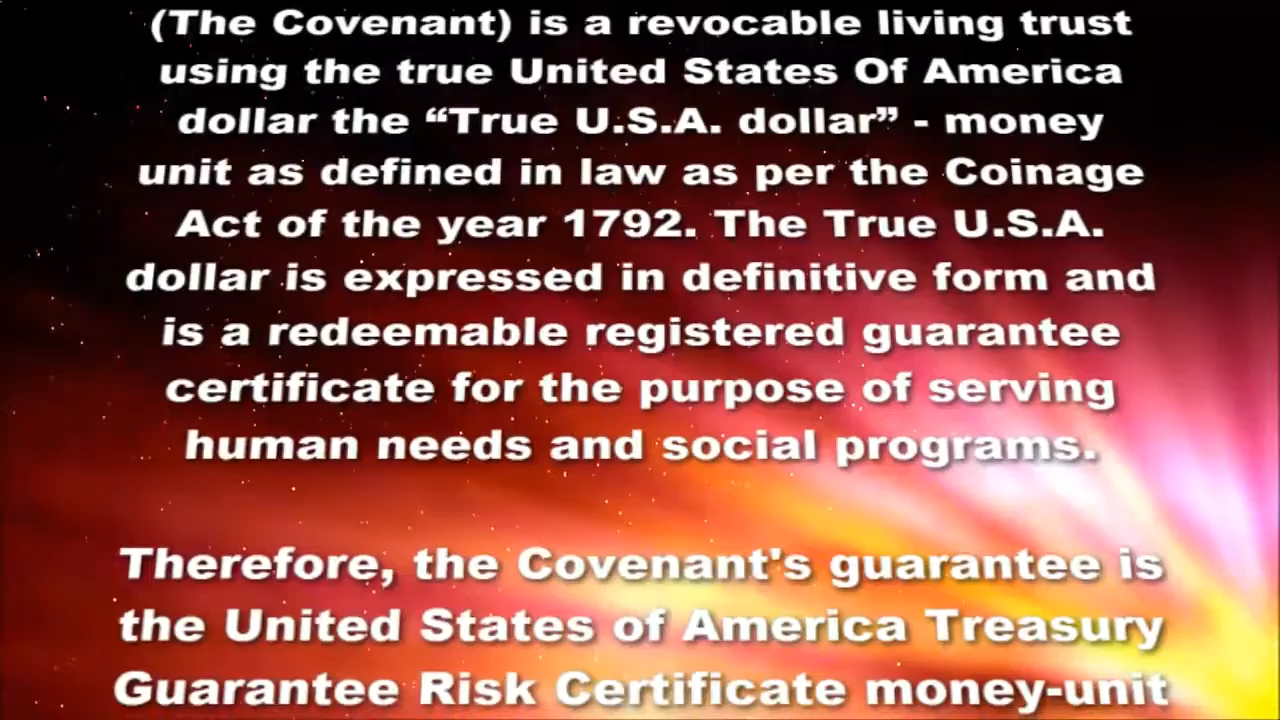 (The Covenant) is a revocable living trust
using the true United States Of America
dollar the “True U.S.A. dollar” - money
unit as defined in law as per the Coinage
Act of the year 1792. The True U.S.A.
dollar is expressed in definitive form and
is a redeemable registered guarantee
certificate for the purpose of serving
human needs and social programs.
Therefore, the Covenant's guarantee is
the United States of America Treasury
Guarantee Risk Certificate money-unit